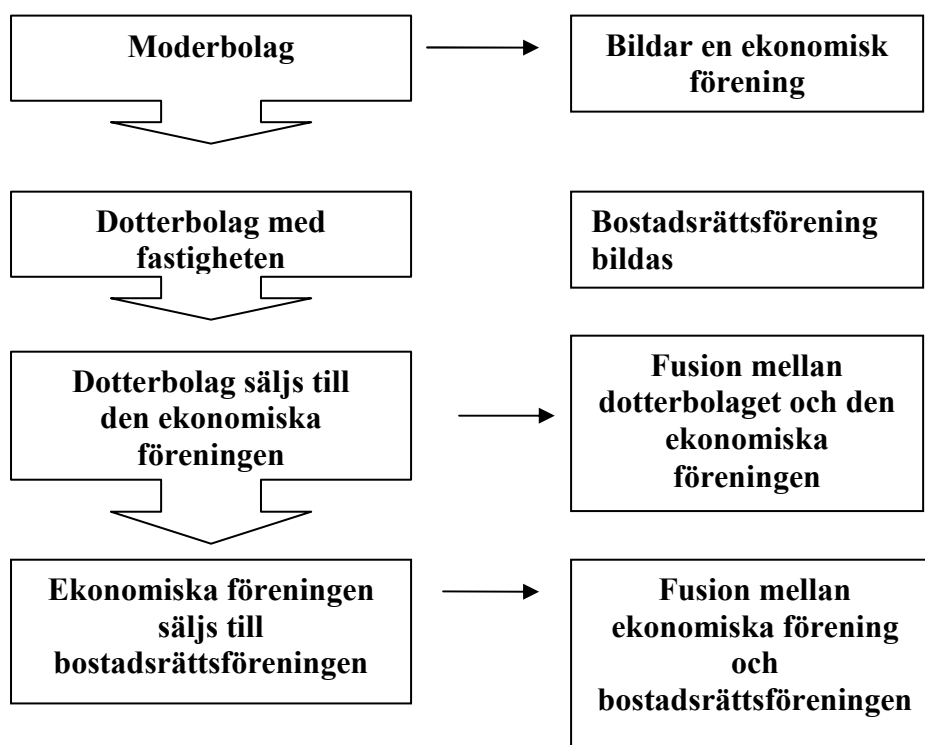 Moderbolag
Bildar en ekonomisk
förening
Dotterbolag med
fastigheten
Bostadsrättsförening
bildas
Dotterbolag säljs till
den ekonomiska
föreningen
Fusion mellan
dotterbolaget och den
ekonomiska
föreningen
Ekonomiska föreningen
säljs till
bostadsrättsföreningen
Fusion mellan
ekonomiska förening
och
bostadsrättsföreningen